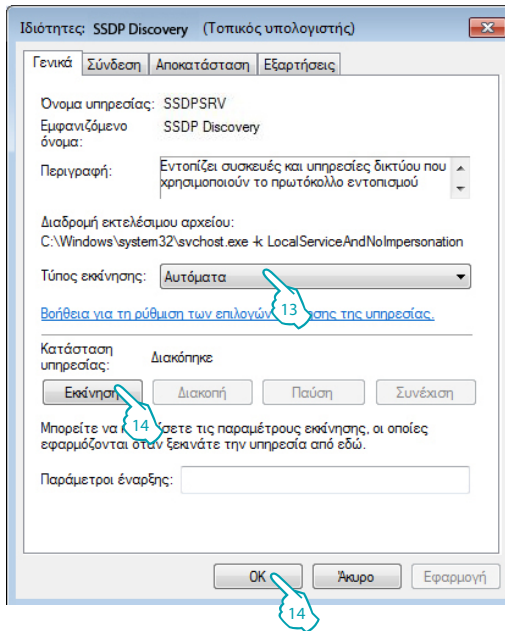 Ιδιότητες: SSDP Discovery (Τοπικός υπολογιστής)
Γενικά Σύνδεση Αποκατάσταση Εξαρτήσεις
Όνομα υπηρεσίας: SSDPSRV
Εμφανιζόμενο όνομα: SSDP Discovery
Περιγραφή: Εντοπίζει συσκευές και υπηρεσίες δικτύου που
χρησιμοποιούν το πρωτόκολλο εντοπισμού
Διαδρομή εκτελέσιμου αρχείου:
C:\Windows\system32\svchost.exe -k LocalServiceAndNoImpersonation
Τύπος εκκίνησης: Αυτόματα
13
Βοήθεια για τη ρύθμιση των επιλογών της υπηρεσίας.
Κατάσταση υπηρεσίας: Διακόπηκε
Εκκίνηση Διακοπή Παύση Συνέχιση
14
Μπορείτε να τις παραμέτρους εκκίνησης, οι οποίες
εφαρμόζονται όταν ξεκινάτε την υπηρεσία από εδώ.
Παράμετροι έναρξης:
OK Άκυρο Εφαρμογή
14